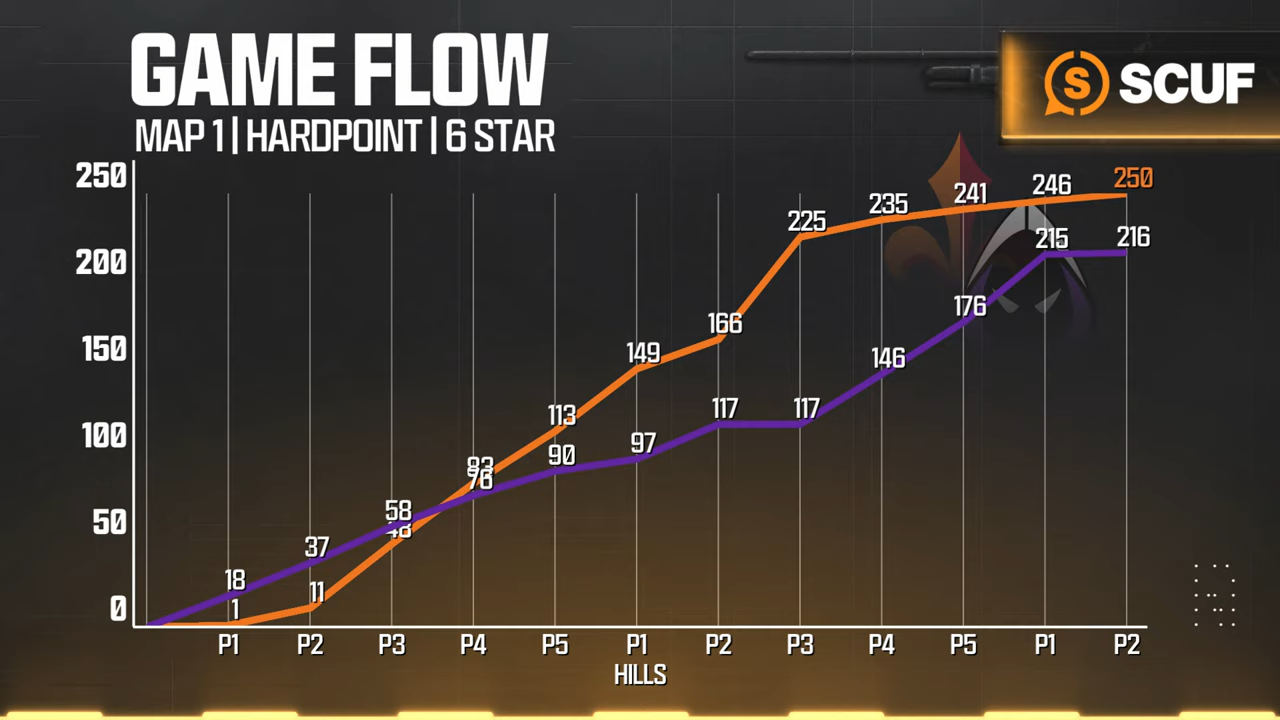 GAME FLOW
MAP 1 | HARDPOINT | 6 STAR
S SCUF
250
200
150
100
50
0
1 11 48 83 113 149 166 225 235 241 246 250
18 37 58 76 90 97 117 117 146 176 215 216
P1 P2 P3 P4 P5 P1 P2 P3 P4 P5 P1 P2
HILLS